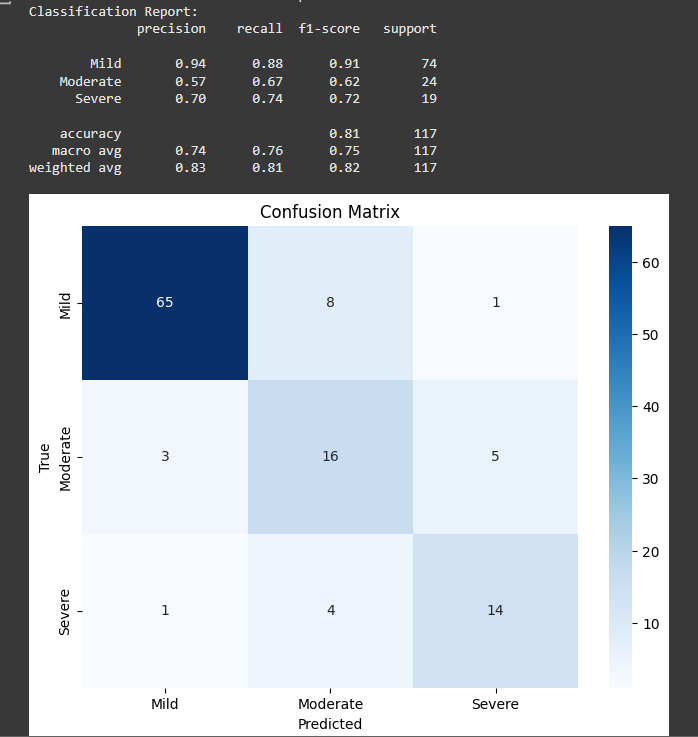 Classification Report:
precision recall f1-score support
Mild 0.94 0.88 0.91 74
Moderate 0.57 0.67 0.62 24
Severe 0.70 0.74 0.72 19
accuracy 0.81 117
macro avg 0.74 0.76 0.75 117
weighted avg 0.83 0.81 0.82 117
Confusion Matrix
Mild 65 8 1
True
Moderate 3 16 5
Severe 1 4 14
Mild Moderate Severe
Predicted
60
50
40
30
20
10